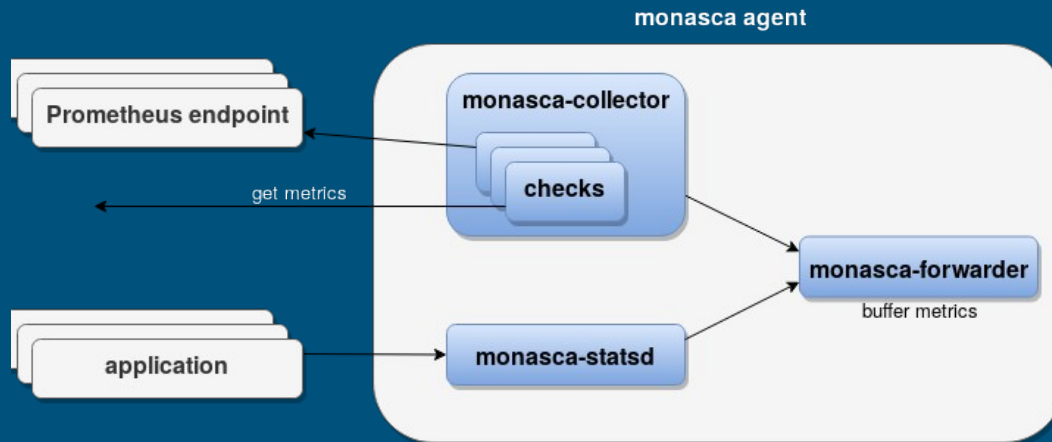 monasca agent
Prometheus endpoint
monasca-collector
checks
get metrics
monasca-forwarder
buffer metrics
application
monasca-statsd